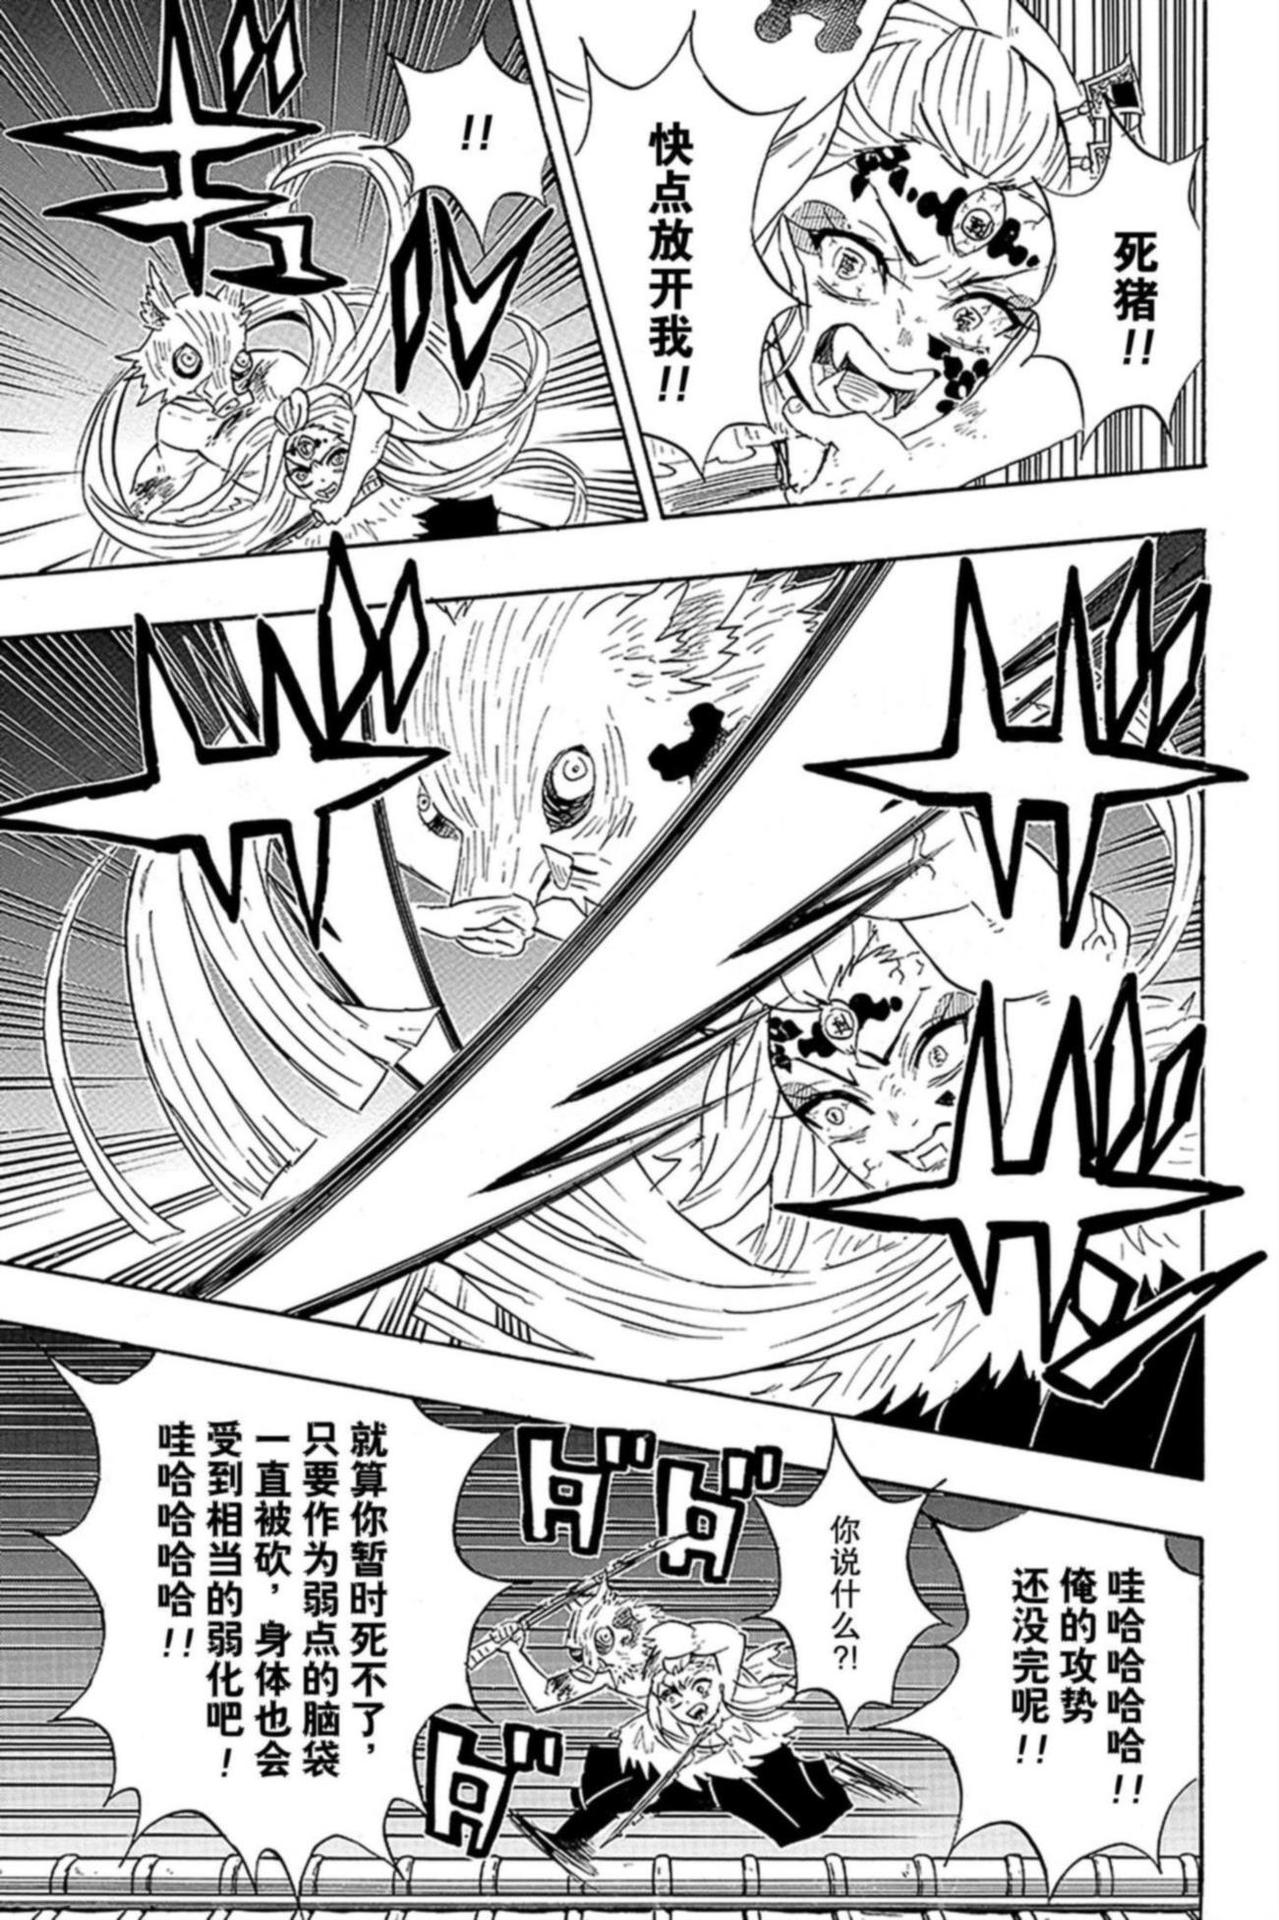 死猪!!
快点放开我!!
!!
哇哈哈哈哈!!
俺的攻势
还没完呢!!
你说什么?!
就算你暂时死不了，
只要作为弱点的脑袋
一直被砍，身体也会
受到相当的弱化吧！
哇哈哈哈哈!!
ダ
ダ
ダ